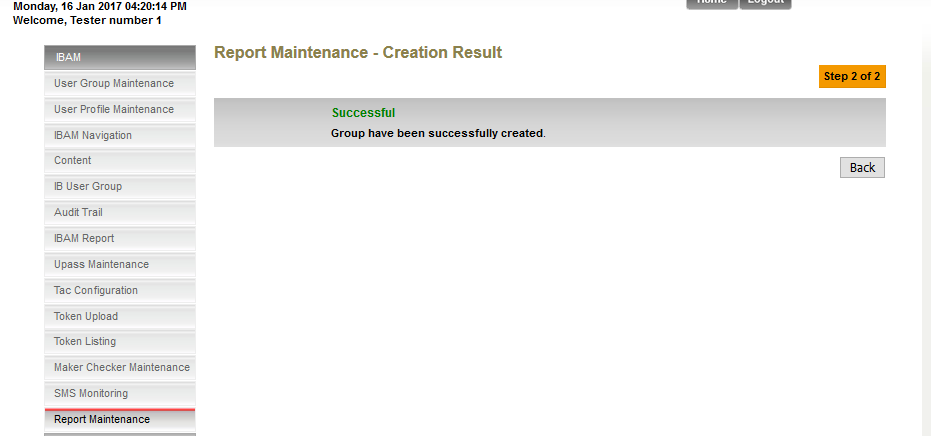 Monday, 16 Jan 2017 04:20:14 PM
Welcome, Tester number 1
Home
Logout
IBAM
User Group Maintenance
User Profile Maintenance
IBAM Navigation
Content
IB User Group
Audit Trail
IBAM Report
Upass Maintenance
Tac Configuration
Token Upload
Token Listing
Maker Checker Maintenance
SMS Monitoring
Report Maintenance
Report Maintenance - Creation Result
Step 2 of 2
Successful
Group have been successfully created.
Back